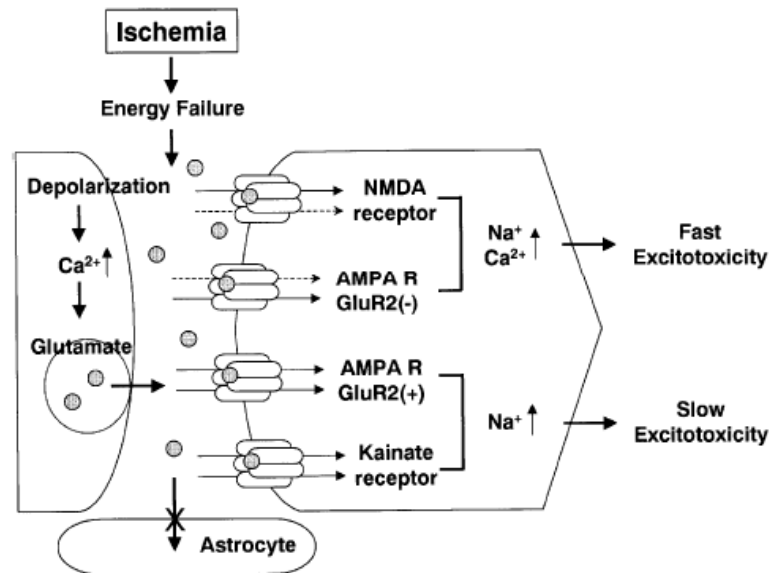 Ischemia
Energy Failure
Depolarization
Ca²⁺
Glutamate
NMDA
receptor
AMPA R
GluR2(-)
AMPA R
GluR2(+)
Kainate
receptor
Na⁺
Ca²⁺
Na⁺
Fast
Excitotoxicity
Slow
Excitotoxicity
Astrocyte